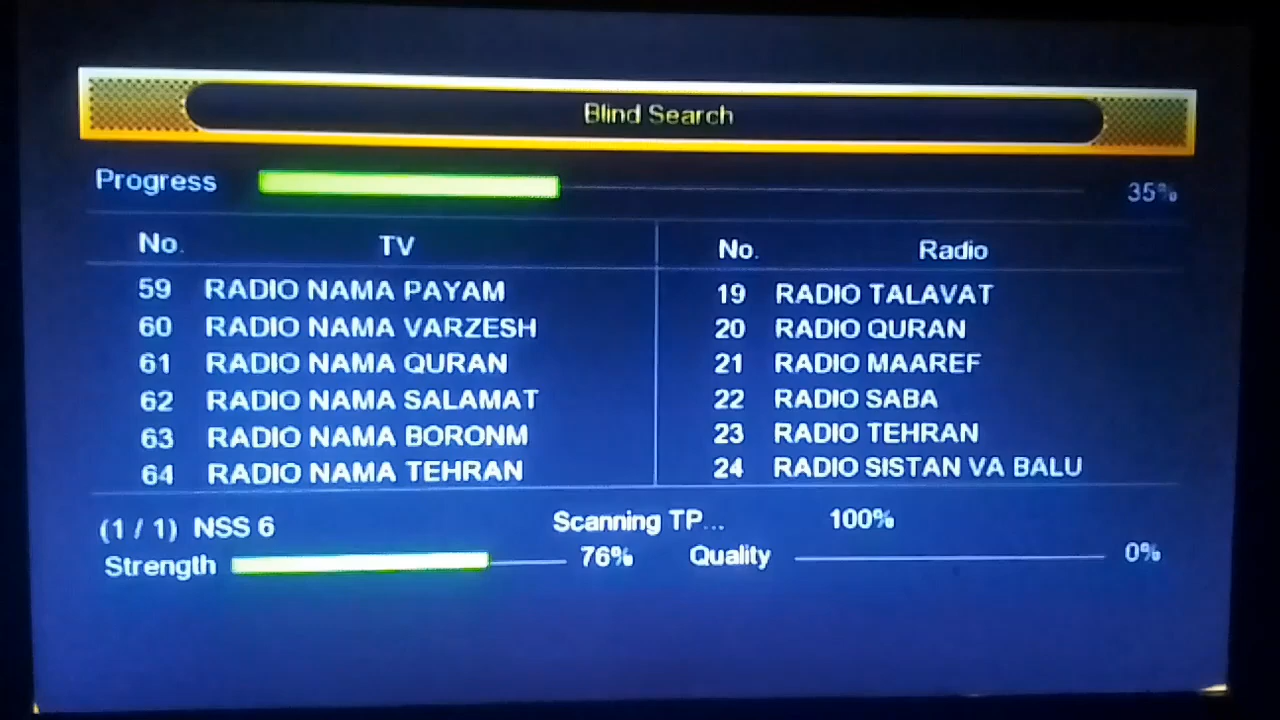 Blind Search
Progress 35%
No. TV No. Radio
59 RADIO NAMA PAYAM 19 RADIO TALAVAT
60 RADIO NAMA VARZESH 20 RADIO QURAN
61 RADIO NAMA QURAN 21 RADIO MAAREF
62 RADIO NAMA SALAMAT 22 RADIO SABA
63 RADIO NAMA BORONM 23 RADIO TEHRAN
64 RADIO NAMA TEHRAN 24 RADIO SISTAN VA BALU
(1 / 1) NSS 6 Scanning TP... 100%
Strength 76% Quality 0%